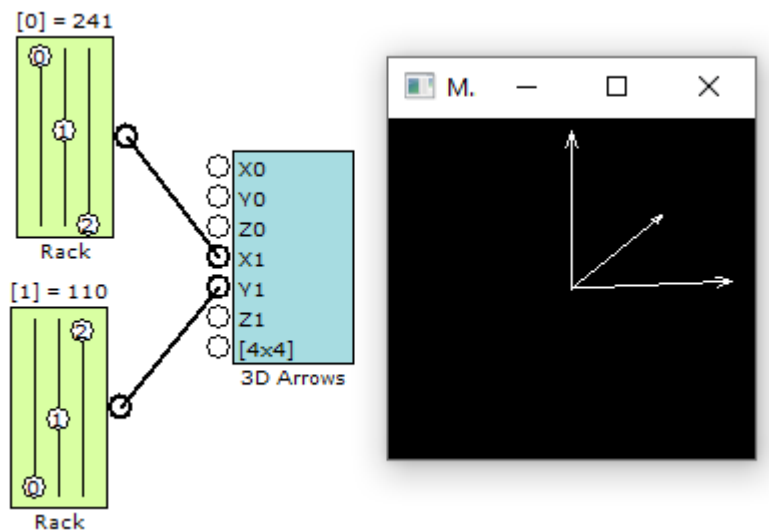 [0] = 241
0
1
2
Rack
[1] = 110
2
1
0
Rack
X0
Y0
Z0
X1
Y1
Z1
[4x4]
3D Arrows
M.